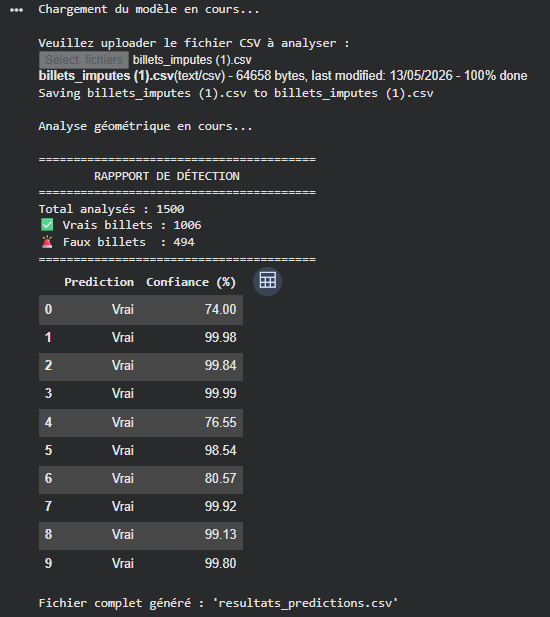 Chargement du modèle en cours...
Veuillez uploader le fichier CSV à analyser :
Sélect. fichiers billets_imputes (1).csv
billets_imputes (1).csv(text/csv) - 64658 bytes, last modified: 13/05/2026 - 100% done
Saving billets_imputes (1).csv to billets_imputes (1).csv
Analyse géométrique en cours...
========================================
RAPPPORT DE DÉTECTION
========================================
Total analysés : 1500
✅ Vrais billets : 1006
🚨 Faux billets  : 494
========================================
Prediction Confiance (%)
0 Vrai 74.00
1 Vrai 99.98
2 Vrai 99.84
3 Vrai 99.99
4 Vrai 76.55
5 Vrai 98.54
6 Vrai 80.57
7 Vrai 99.92
8 Vrai 99.13
9 Vrai 99.80
Fichier complet généré : 'resultats_predictions.csv'